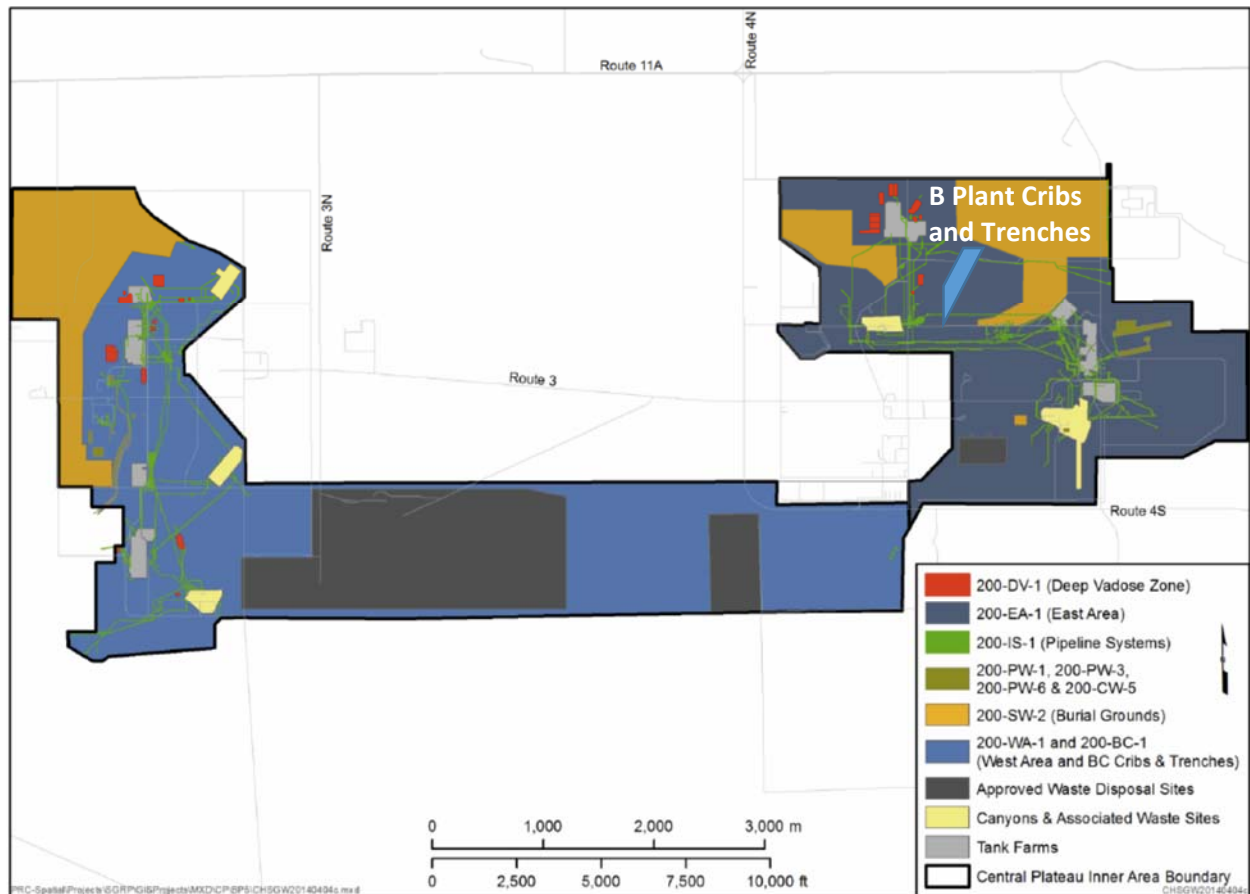 Route 11A
Route 4N
Route 3N
B Plant Cribs
and Trenches
Route 3
Route 4S
200-DV-1 (Deep Vadose Zone)
200-EA-1 (East Area)
200-IS-1 (Pipeline Systems)
200-PW-1, 200-PW-3,
200-PW-6 & 200-CW-5
200-SW-2 (Burial Grounds)
200-WA-1 and 200-BC-1
(West Area and BC Cribs & Trenches)
Approved Waste Disposal Sites
Canyons & Associated Waste Sites
Tank Farms
Central Plateau Inner Area Boundary
0 1,000 2,000 3,000 m
0 2,500 5,000 7,500 10,000 ft
CHSGW20140404c